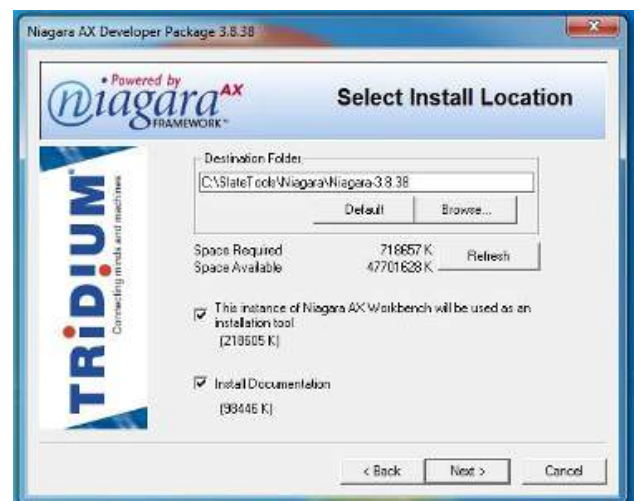 Niagara AX Developer Package 3.8.38
Powered by
niagara AX
FRAMEWORK
Select Install Location
TRIDIUM
Connecting minds and machines
Destination Folder
C:\SlateTools\Niagara\Niagara-3.8.38
Default Browse...
Space Required 718657 K
Space Available 47701628 K
Refresh
This instance of Niagara AX Workbench will be used as an
installation tool
(218605 K)
Install Documentation
(98446 K)
< Back Next > Cancel